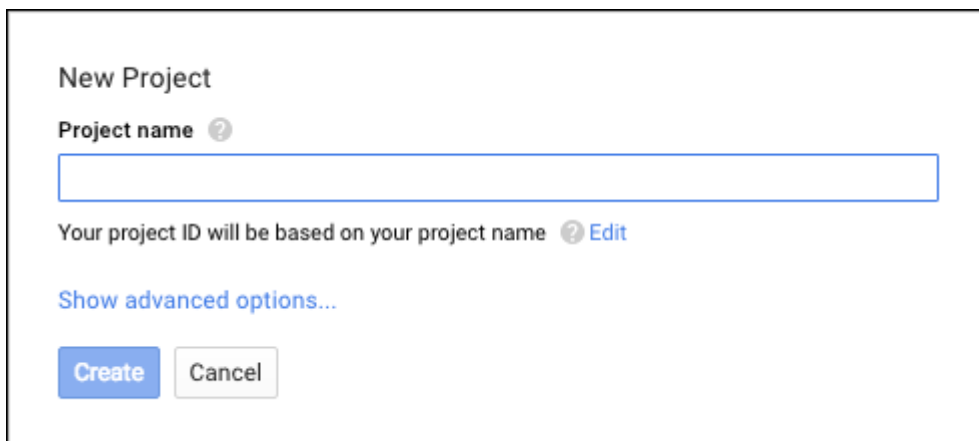 New Project
Project name ?
Your project ID will be based on your project name ? Edit
Show advanced options...
Create Cancel